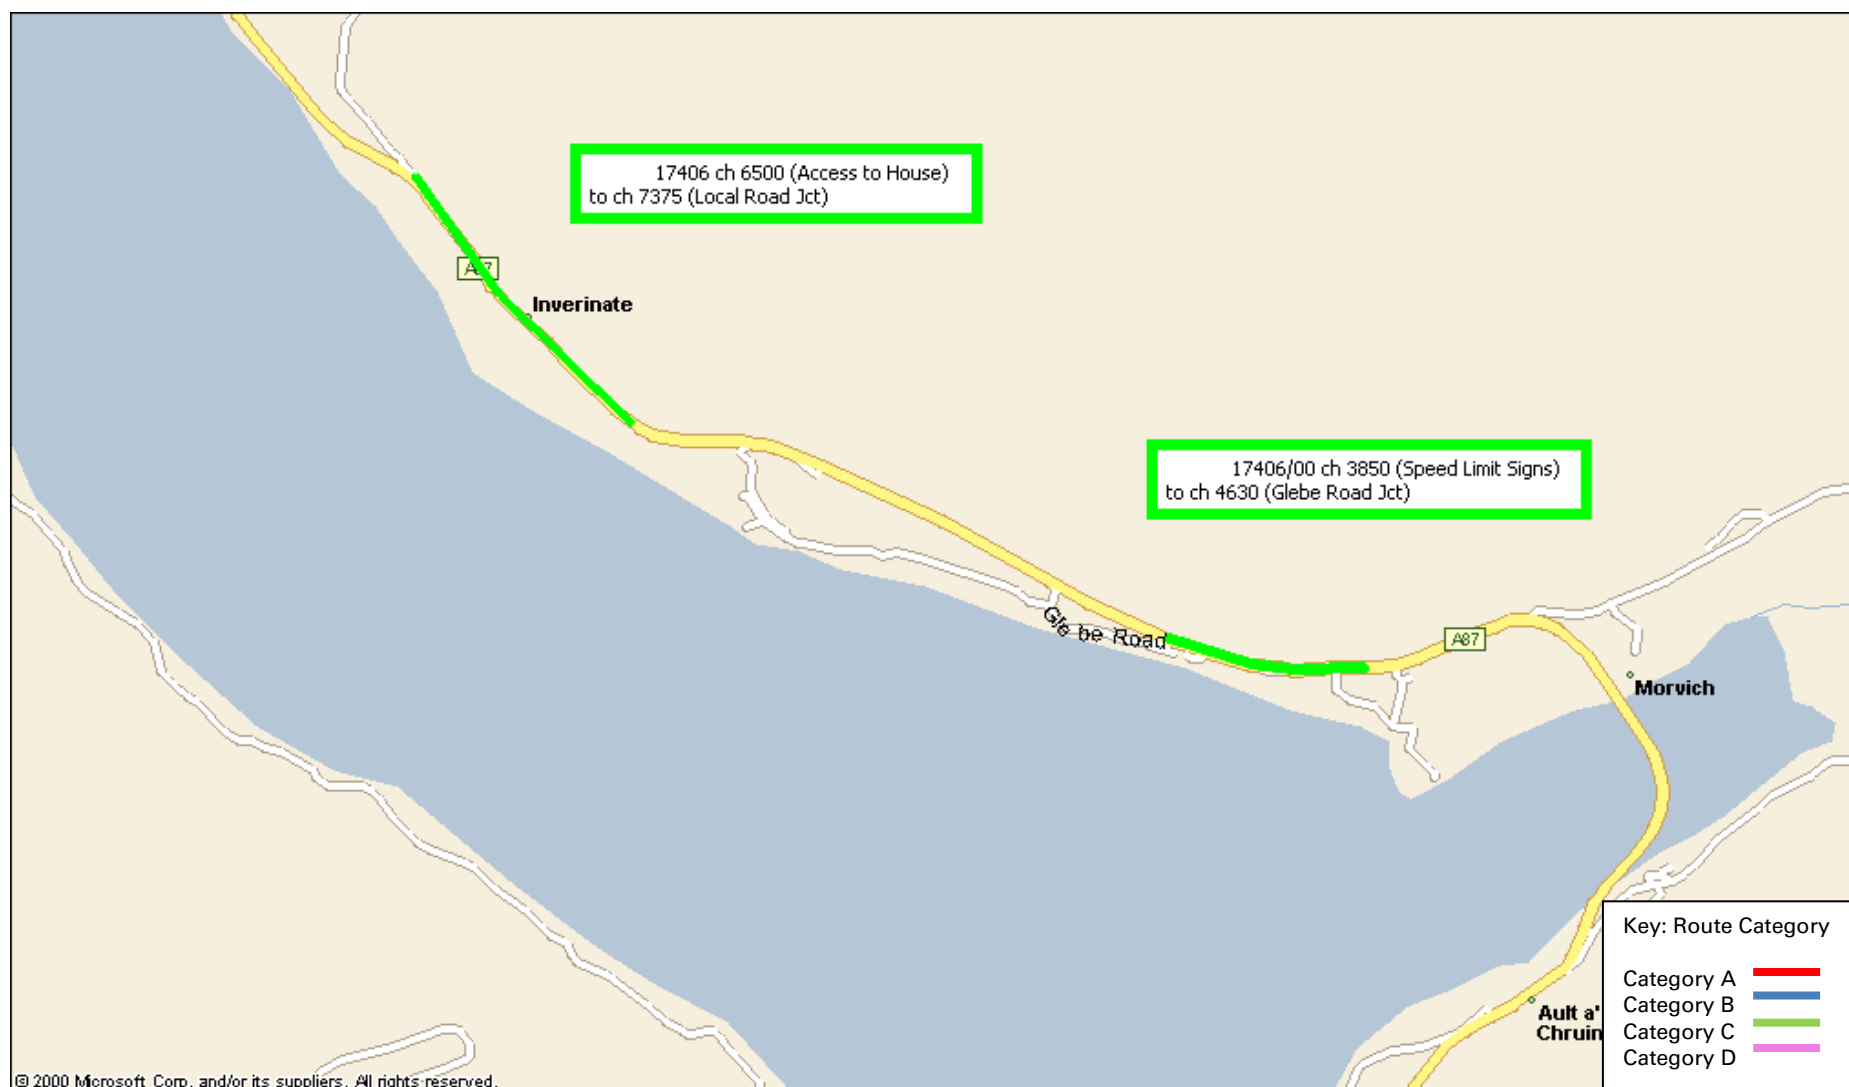 17406 ch 6500 (Access to House)
to ch 7375 (Local Road Jct)
Inverinate
17406/00 ch 3850 (Speed Limit Signs)
to ch 4630 (Glebe Road Jct)
Glebe Road
A87
Morvich
Key: Route Category
Category A
Category B
Category C
Category D
Ault a'
Chruin
© 2000 Microsoft Corp. and/or its suppliers. All rights reserved.